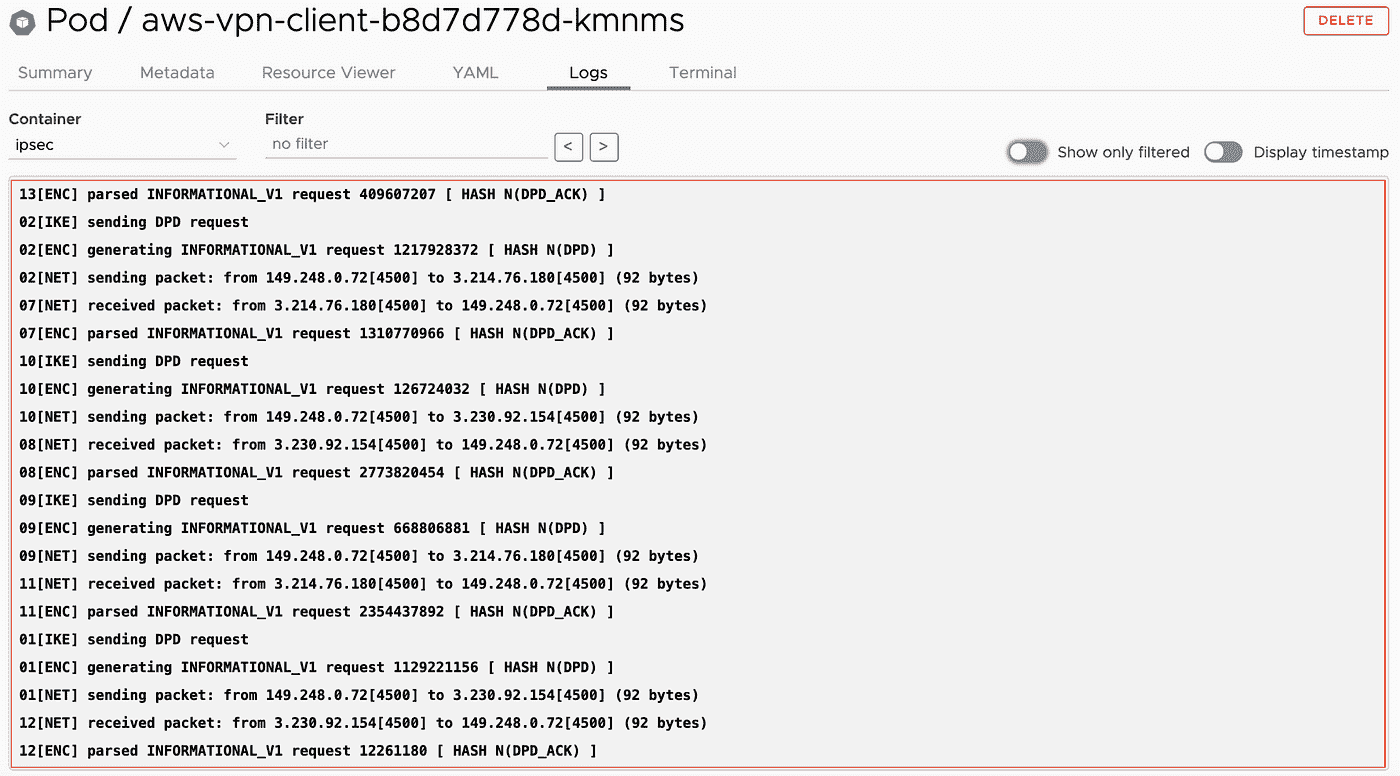 Pod / aws-vpn-client-b8d7d778d-kmnms
DELETE
Summary Metadata Resource Viewer YAML Logs Terminal
Container Filter
ipsec no filter < > Show only filtered Display timestamp
13[ENC] parsed INFORMATIONAL_V1 request 409607207 [ HASH N(DPD_ACK) ]
02[IKE] sending DPD request
02[ENC] generating INFORMATIONAL_V1 request 1217928372 [ HASH N(DPD) ]
02[NET] sending packet: from 149.248.0.72[4500] to 3.214.76.180[4500] (92 bytes)
07[NET] received packet: from 3.214.76.180[4500] to 149.248.0.72[4500] (92 bytes)
07[ENC] parsed INFORMATIONAL_V1 request 1310770966 [ HASH N(DPD_ACK) ]
10[IKE] sending DPD request
10[ENC] generating INFORMATIONAL_V1 request 126724032 [ HASH N(DPD) ]
10[NET] sending packet: from 149.248.0.72[4500] to 3.230.92.154[4500] (92 bytes)
08[NET] received packet: from 3.230.92.154[4500] to 149.248.0.72[4500] (92 bytes)
08[ENC] parsed INFORMATIONAL_V1 request 2773820454 [ HASH N(DPD_ACK) ]
09[IKE] sending DPD request
09[ENC] generating INFORMATIONAL_V1 request 668806881 [ HASH N(DPD) ]
09[NET] sending packet: from 149.248.0.72[4500] to 3.214.76.180[4500] (92 bytes)
11[NET] received packet: from 3.214.76.180[4500] to 149.248.0.72[4500] (92 bytes)
11[ENC] parsed INFORMATIONAL_V1 request 2354437892 [ HASH N(DPD_ACK) ]
01[IKE] sending DPD request
01[ENC] generating INFORMATIONAL_V1 request 1129221156 [ HASH N(DPD) ]
01[NET] sending packet: from 149.248.0.72[4500] to 3.230.92.154[4500] (92 bytes)
12[NET] received packet: from 3.230.92.154[4500] to 149.248.0.72[4500] (92 bytes)
12[ENC] parsed INFORMATIONAL_V1 request 12261180 [ HASH N(DPD_ACK) ]